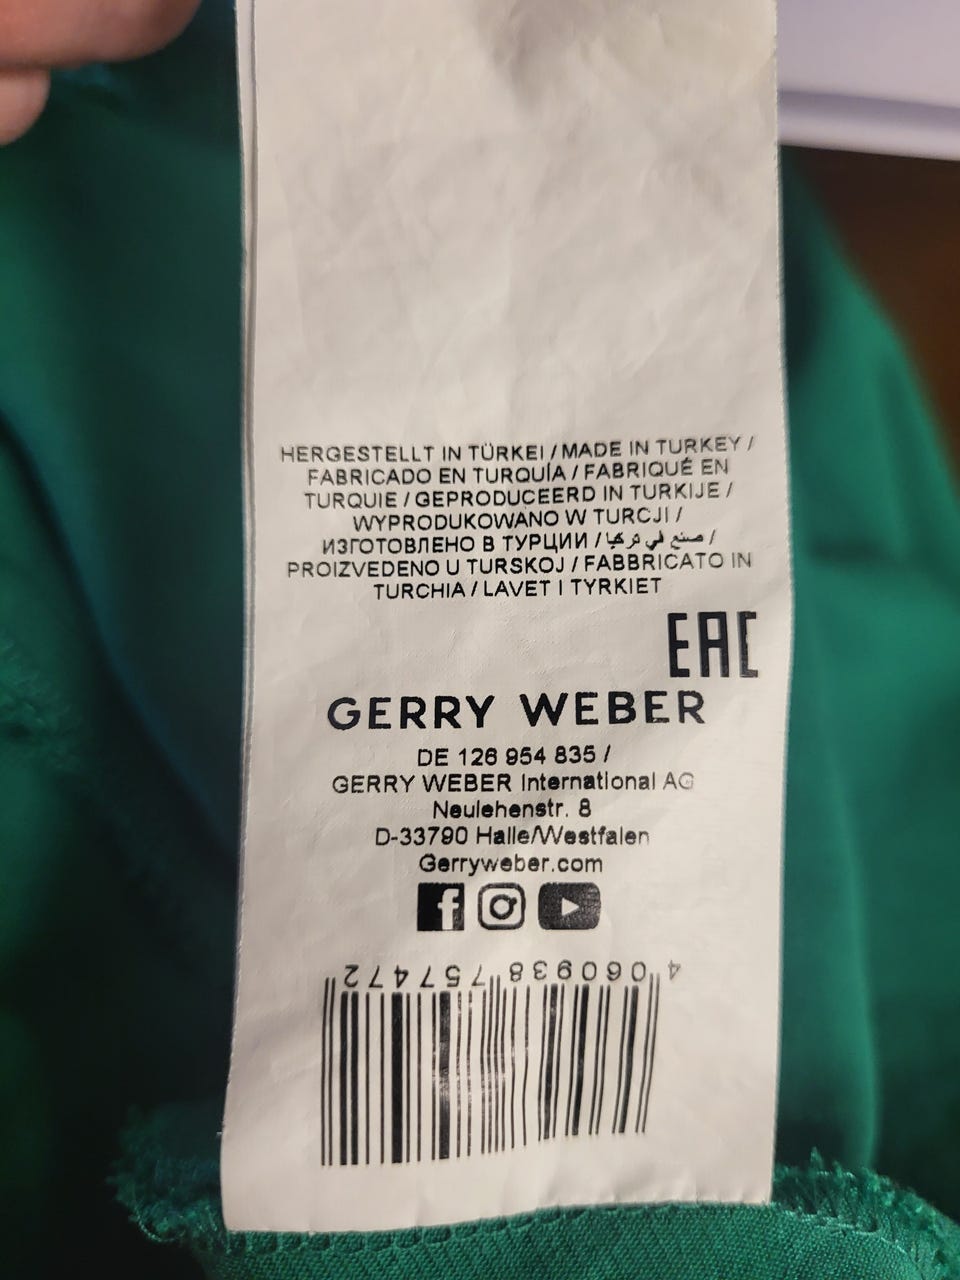 HERGESTELLT IN TÜRKEI / MADE IN TURKEY /
FABRICADO EN TURQUÍA / FABRIQUÉ EN
TURQUIE / GEPRODUCEERD IN TURKIJE /
WYPRODUKOWANO W TURCJI /
ИЗГОТОВЛЕНО В ТУРЦИИ / صنع في تركيا /
PROIZVEDENO U TURSKOJ / FABBRICATO IN
TURCHIA / LAVET I TYRKIET
EAC
GERRY WEBER
DE 126 954 835 /
GERRY WEBER International AG
Neulehenstr. 8
D-33790 Halle/Westfalen
Gerryweber.com
4 060938 757472